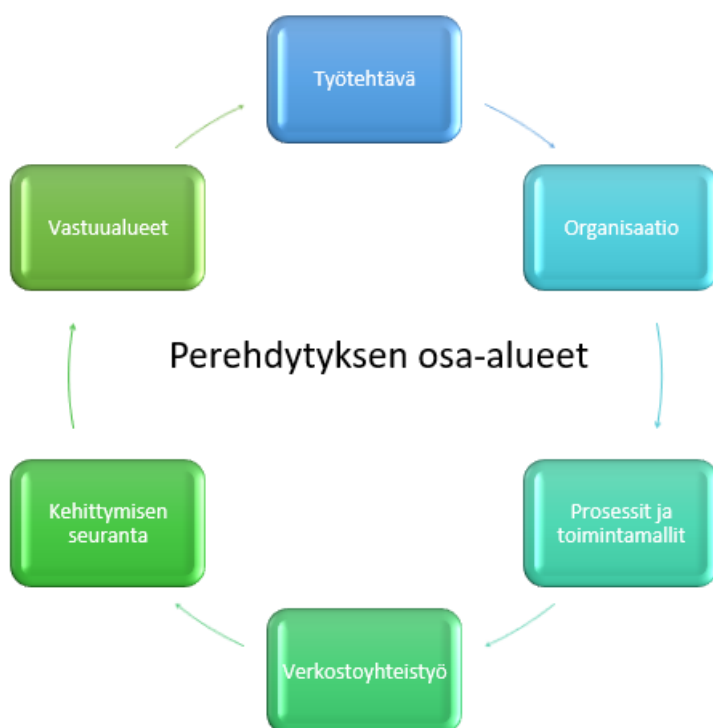 Työtehtävä
Organisaatio
Prosessit ja
toimintamallit
Verkostoyhteistyö
Kehittymisen
seuranta
Vastuualueet
Perehdytyksen osa-alueet